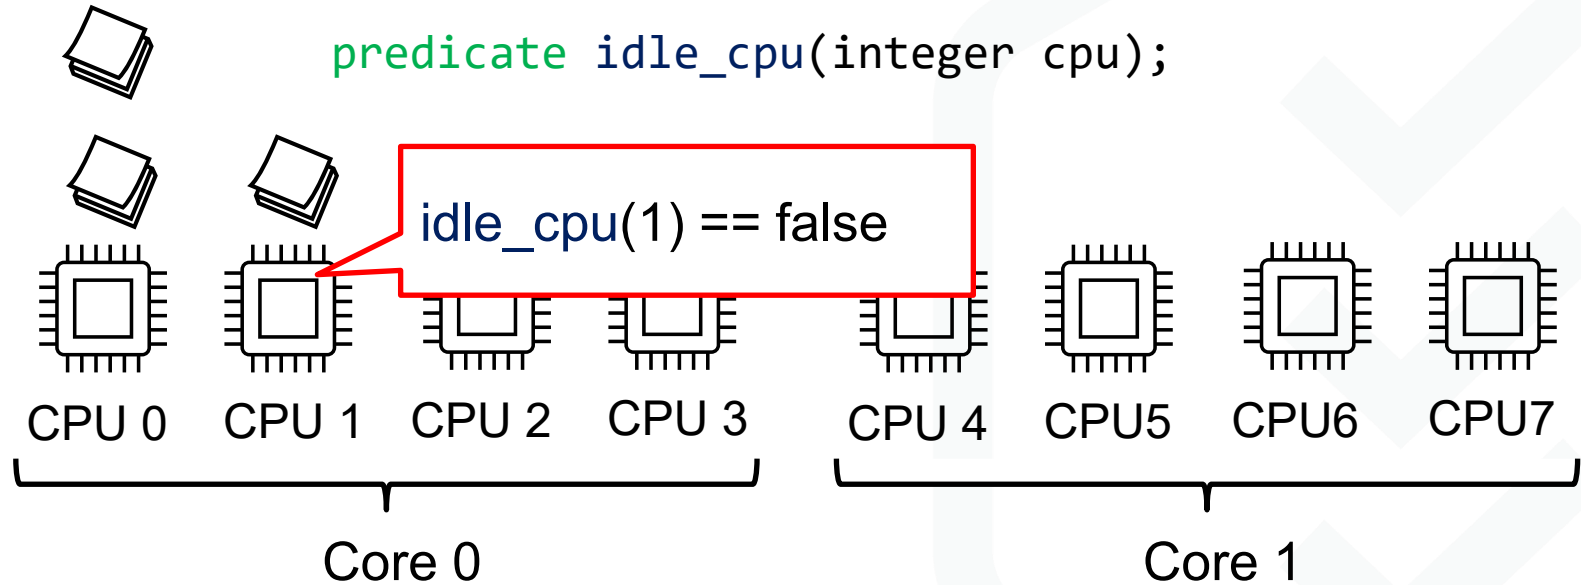 predicate idle_cpu(integer cpu);
idle_cpu(1) == false
CPU 0 CPU 1 CPU 2 CPU 3 CPU 4 CPU5 CPU6 CPU7
Core 0 Core 1